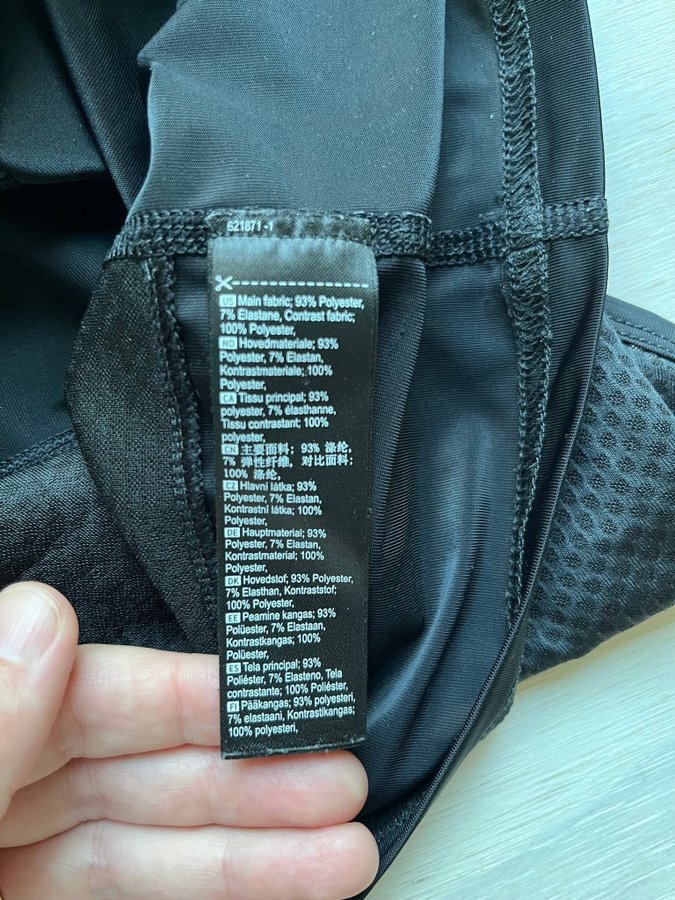 621871 -1
US Main fabric; 93% Polyester,
7% Elastane, Contrast fabric;
100% Polyester,
NO Hovedmateriale; 93%
Polyester, 7% Elastan,
Kontrastmateriale; 100%
Polyester,
CA Tissu principal; 93%
polyester, 7% élasthanne,
Tissu contrastant; 100%
polyester,
CN 主要面料; 93% 涤纶,
7% 弹性纤维, 对比面料:
100% 涤纶,
CZ Hlavní látka; 93%
Polyester, 7% Elastan,
Kontrastní látka; 100%
Polyester,
DE Hauptmaterial; 93%
Polyester, 7% Elastan,
Kontrastmaterial; 100%
Polyester,
DK Hovedstof; 93% Polyester,
7% Elasthan, Kontraststof;
100% Polyester,
EE Peamine kangas; 93%
Polüester, 7% Elastaan,
Kontrastkangas; 100%
Polüester,
ES Tela principal; 93%
Poliéster, 7% Elasteno, Tela
contrastante; 100% Poliéster,
FI Pääkangas; 93% polyesteri,
7% elastaani, Kontrastikangas;
100% polyesteri,